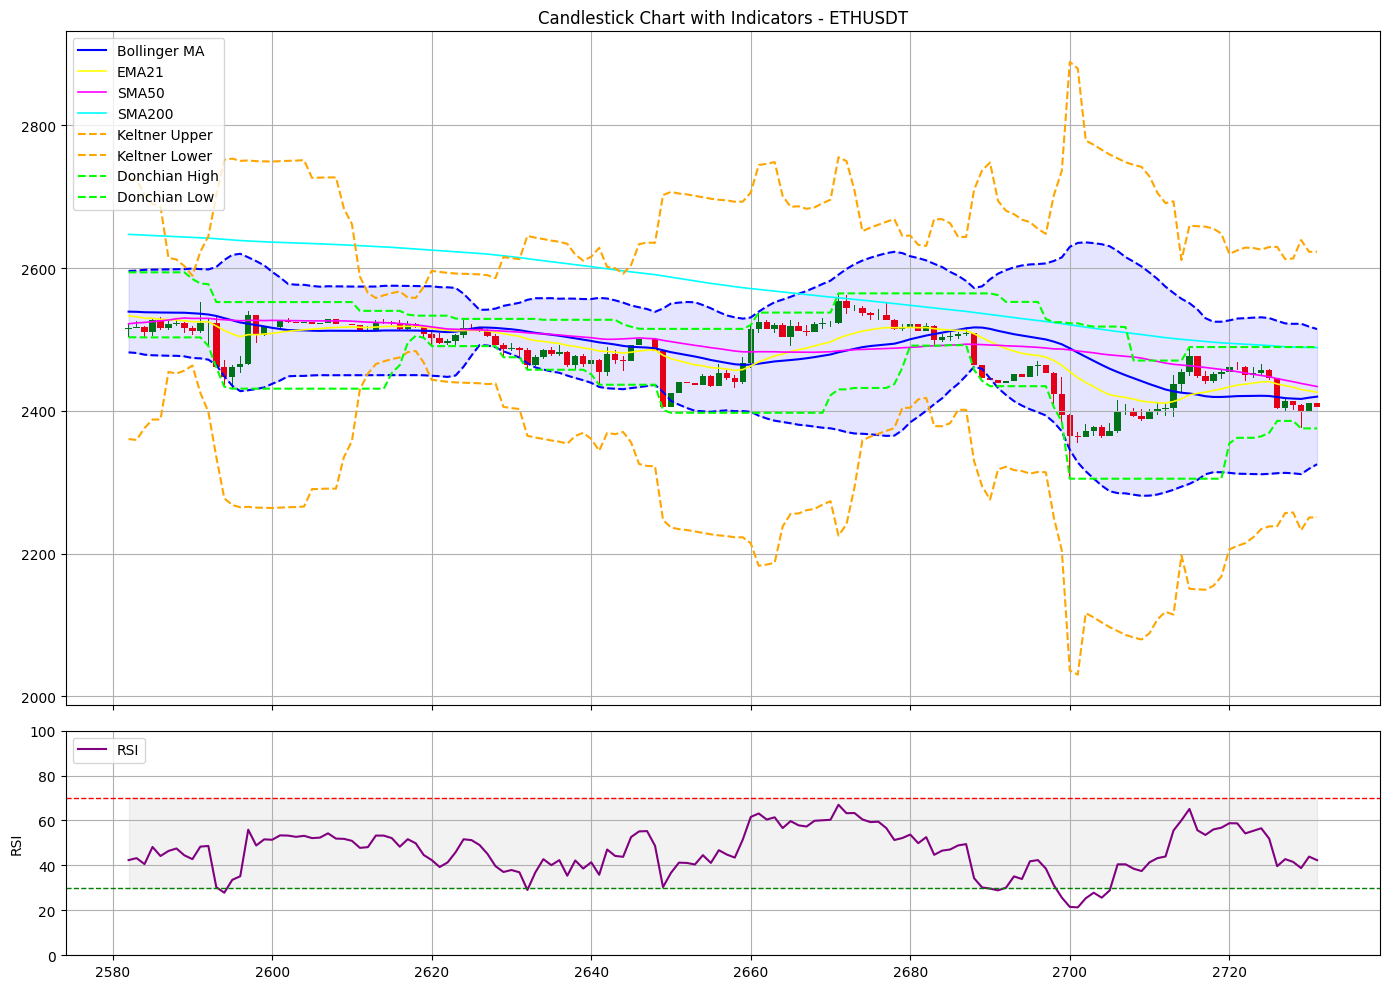 Candlestick Chart with Indicators - ETHUSDT
Bollinger MA
EMA21
SMA50
SMA200
Keltner Upper
Keltner Lower
Donchian High
Donchian Low
2800
2600
2400
2200
2000
RSI
100
80
60
40
20
0
RSI
2580
2600
2620
2640
2660
2680
2700
2720